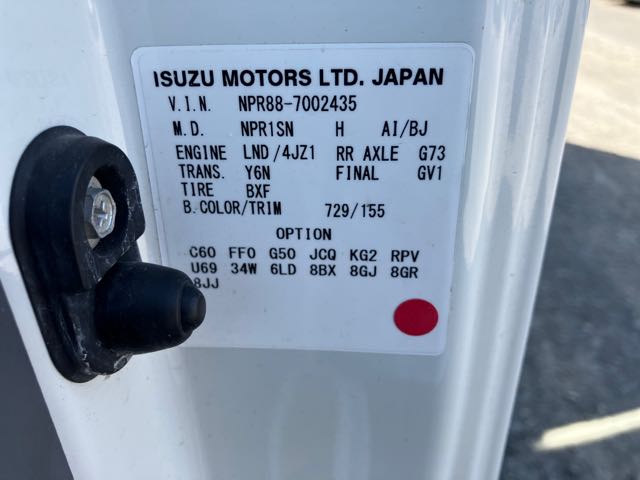 ISUZU MOTORS LTD. JAPAN
V.I.N. NPR88-7002435
M.D. NPR1SN H AI/BJ
ENGINE LND/4JZ1 RR AXLE G73
TRANS. Y6N FINAL GV1
TIRE BXF
B.COLOR/TRIM 729/155
OPTION
C60 FF0 G50 JCQ KG2 RPV
U69 34W 6LD 8BX 8GJ 8GR
8JJ